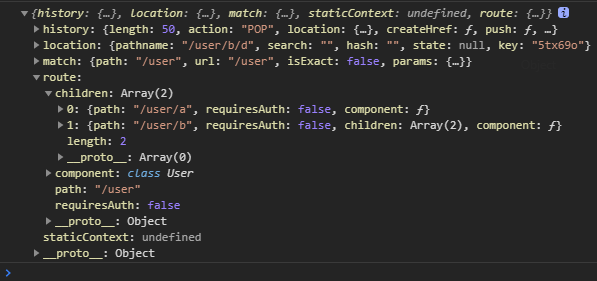 ▼{history: {…}, location: {…}, match: {…}, staticContext: undefined, route: {…}} i
▶history: {length: 50, action: "POP", location: {…}, createHref: ƒ, push: ƒ, …}
▶location: {pathname: "/user/b/d", search: "", hash: "", state: null, key: "5tx69o"}
▶match: {path: "/user", url: "/user", isExact: false, params: {…}}
▼route:
▼children: Array(2)
▶0: {path: "/user/a", requiresAuth: false, component: ƒ}
▶1: {path: "/user/b", requiresAuth: false, children: Array(2), component: ƒ}
length: 2
▶__proto__: Array(0)
▶component: class User
path: "/user"
requiresAuth: false
▶__proto__: Object
staticContext: undefined
▶__proto__: Object
>